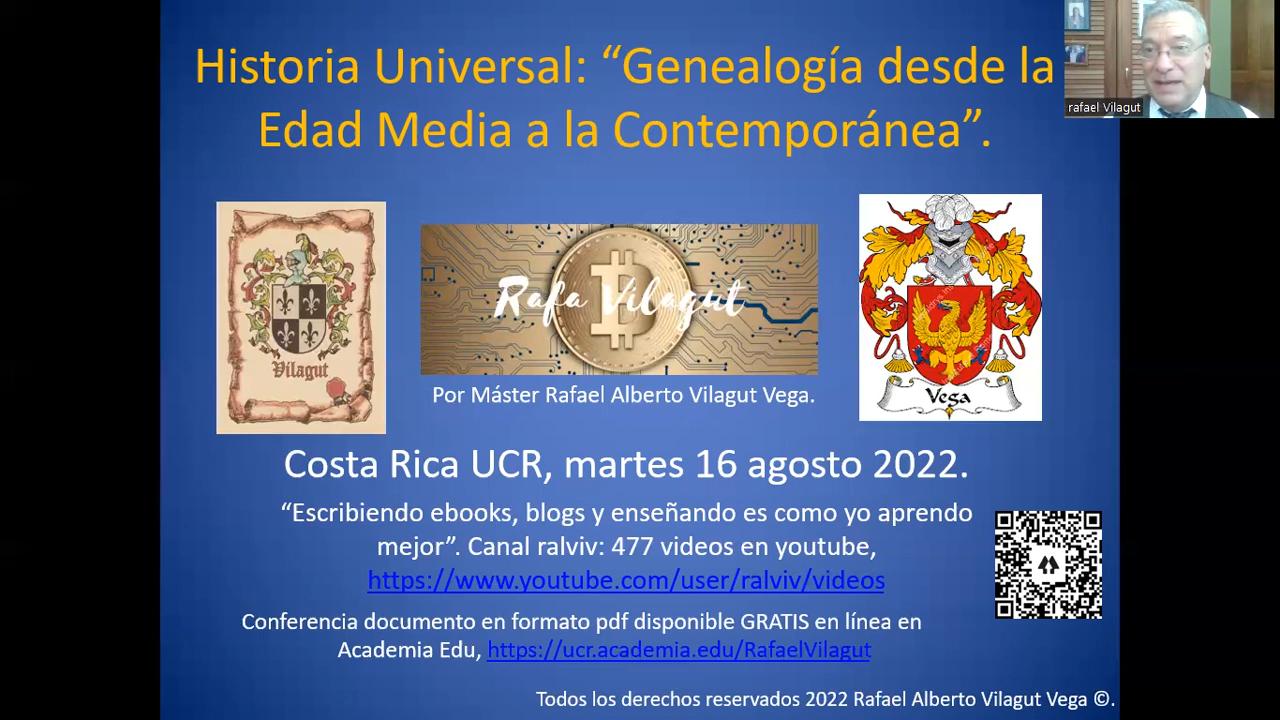 Historia Universal: “Genealogía desde la
Edad Media a la Contemporánea”.
rafael Vilagut
Vilagut
Rafa Vilagut
Vega
Por Máster Rafael Alberto Vilagut Vega.
Costa Rica UCR, martes 16 agosto 2022.
“Escribiendo ebooks, blogs y enseñando es como yo aprendo
mejor”. Canal ralviv: 477 videos en youtube,
https://www.youtube.com/user/ralviv/videos
Conferencia documento en formato pdf disponible GRATIS en línea en
Academia Edu, https://ucr.academia.edu/RafaelVilagut
Todos los derechos reservados 2022 Rafael Alberto Vilagut Vega ©.